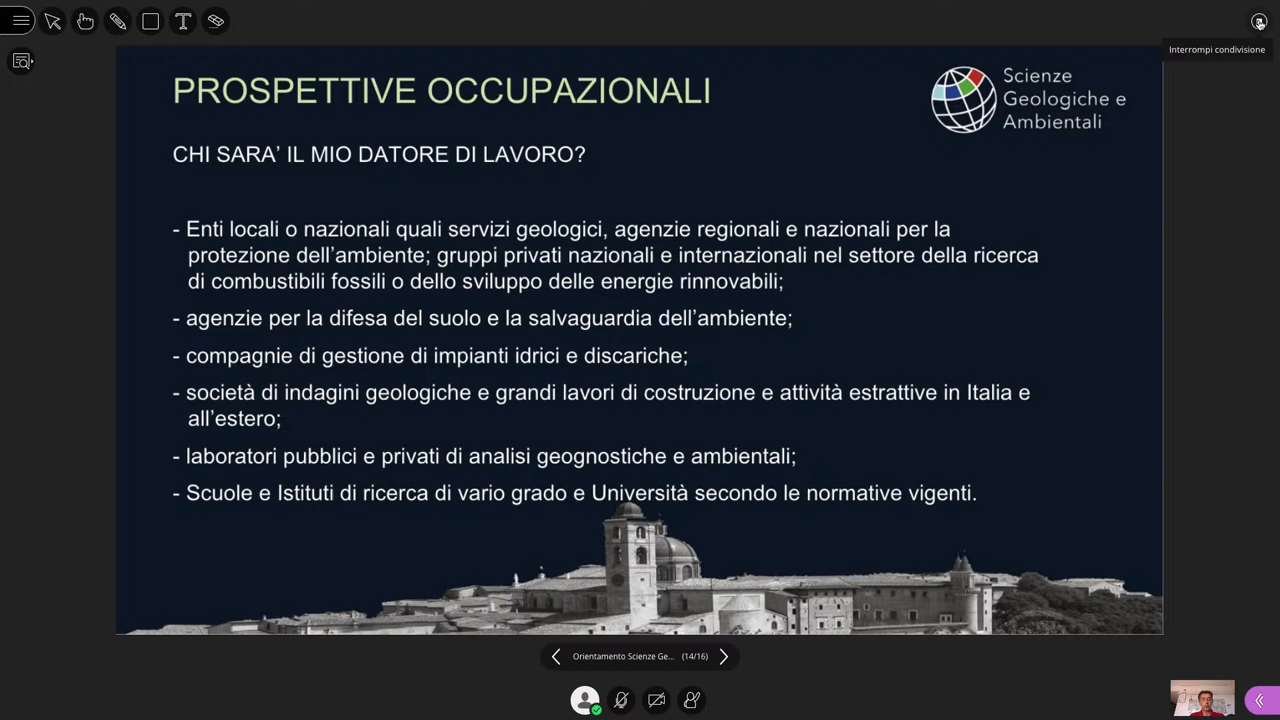 Interrompi condivisione
PROSPETTIVE OCCUPAZIONALI
Scienze
Geologiche e
Ambientali
CHI SARA’ IL MIO DATORE DI LAVORO?
- Enti locali o nazionali quali servizi geologici, agenzie regionali e nazionali per la
protezione dell’ambiente; gruppi privati nazionali e internazionali nel settore della ricerca
di combustibili fossili o dello sviluppo delle energie rinnovabili;
- agenzie per la difesa del suolo e la salvaguardia dell’ambiente;
- compagnie di gestione di impianti idrici e discariche;
- società di indagini geologiche e grandi lavori di costruzione e attività estrattive in Italia e
all’estero;
- laboratori pubblici e privati di analisi geognostiche e ambientali;
- Scuole e Istituti di ricerca di vario grado e Università secondo le normative vigenti.
Orientamento Scienze Ge... (14/16)